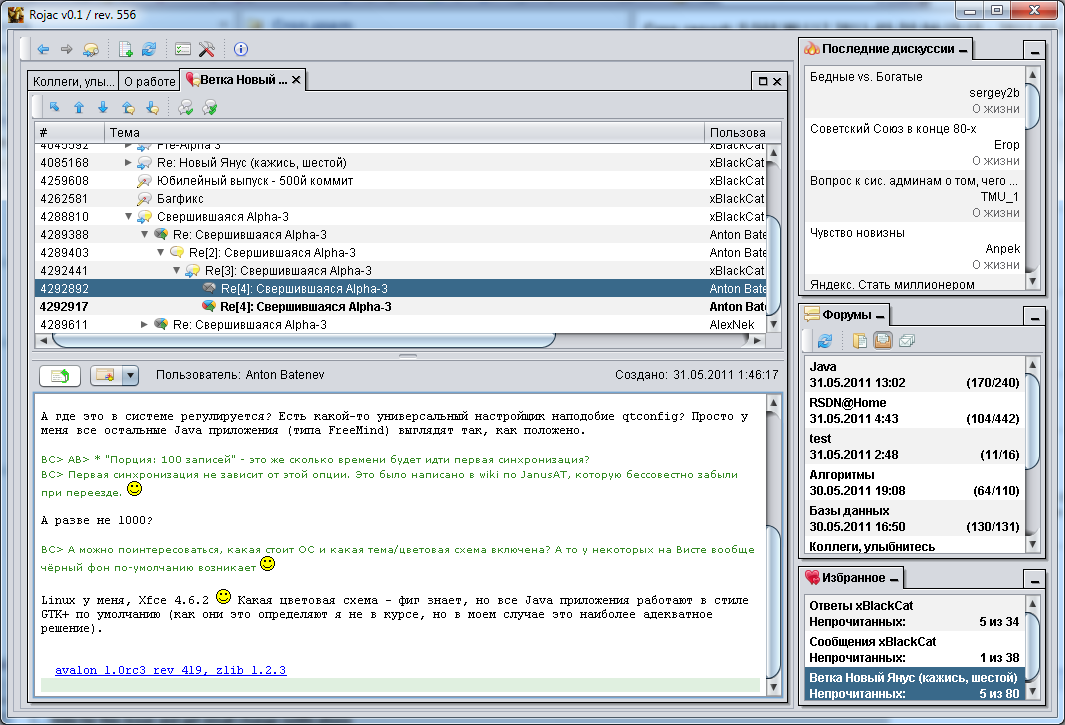 Rojac v0.1 / rev. 556
Коллеги, улы...
О работе
Ветка Новый ...
#
Тема
Пользова
4045592 Pre-Alpha 3 xBlackCat
4085168 Re: Новый Янус (кажись, шестой) xBlackCat
4259608 Юбилейный выпуск - 500й коммит xBlackCat
4262581 Багфикс xBlackCat
4288810 Свершившаяся Alpha-3 xBlackCat
4289388 Re: Свершившаяся Alpha-3 Anton Bate
4289403 Re[2]: Свершившаяся Alpha-3 Anton Bate
4292441 Re[3]: Свершившаяся Alpha-3 xBlackCat
4292892 Re[4]: Свершившаяся Alpha-3 Anton Bate
4292917 Re[4]: Свершившаяся Alpha-3 Anton Bat
4289611 Re: Свершившаяся Alpha-3 AlexNek
Пользователь: Anton Batenev
Создано: 31.05.2011 1:46:17
А где это в системе регулируется? Есть какой-то универсальный настройщик наподобие qtconfig? Просто у
меня все остальные Java приложения (типа FreeMind) выглядят так, как положено.
BC> AB> * "Порция: 100 записей" - это же сколько времени будет идти первая синхронизация?
BC> Первая синхронизация не зависит от этой опции. Это было написано в wiki по JanusAT, которую бессовестно забыли
при переезде.
А разве не 1000?
BC> А можно поинтересоваться, какая стоит ОС и какая тема/цветовая схема включена? А то у некоторых на Висте вообще
чёрный фон по-умолчанию возникает
Linux у меня, Xfce 4.6.2 Какая цветовая схема - фиг знает, но все Java приложения работают в стиле
GTK+ по умолчанию (как они это определяют я не в курсе, но в моем случае это наиболее адекватное
решение).
avalon 1.0rc3 rev 419, zlib 1.2.3
Последние дискуссии
Бедные vs. Богатые
sergey2b
О жизни
Советский Союз в конце 80-х
Егор
О жизни
Вопрос к сис. админам о том, чего ...
TMU_1
О жизни
Чувство новизны
Anpek
О жизни
Яндекс. Стать миллионером
Форумы
Java
31.05.2011 13:02 (170/240)
RSDN@Home
31.05.2011 4:43 (104/442)
test
31.05.2011 2:48 (11/16)
Алгоритмы
30.05.2011 19:08 (64/110)
Базы данных
30.05.2011 16:50 (130/131)
Коллеги, улыбнитесь
Избранное
Ответы xBlackCat
Непрочитанных: 5 из 34
Сообщения xBlackCat
Непрочитанных: 1 из 38
Ветка Новый Янус (кажись, шестой)
Непрочитанных: 5 из 80